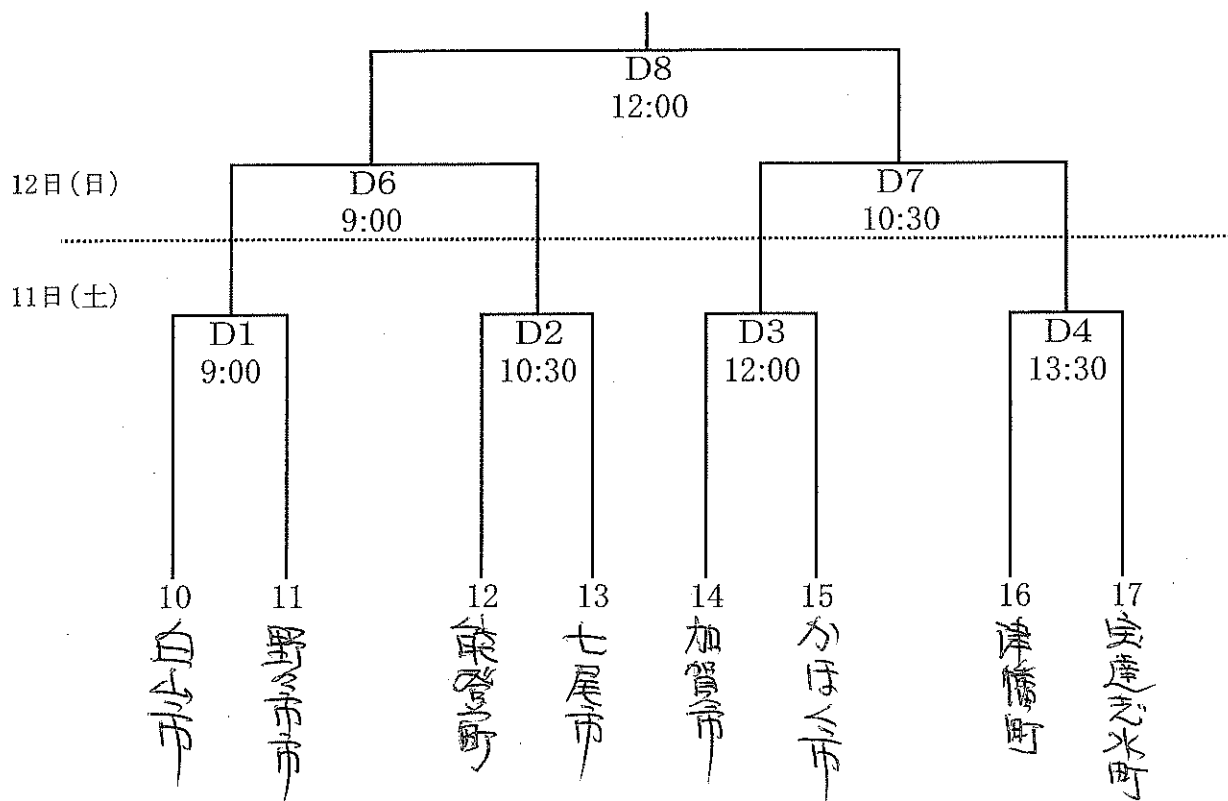 D8
12:00
12日(日)
D6
9:00
D7
10:30
11日(土)
D1
9:00
D2
10:30
D3
12:00
D4
13:30
10
11
12
13
14
15
16
17
白山市
野々市市
能登町
七尾市
加賀市
かほく市
津幡町
宝達志水町